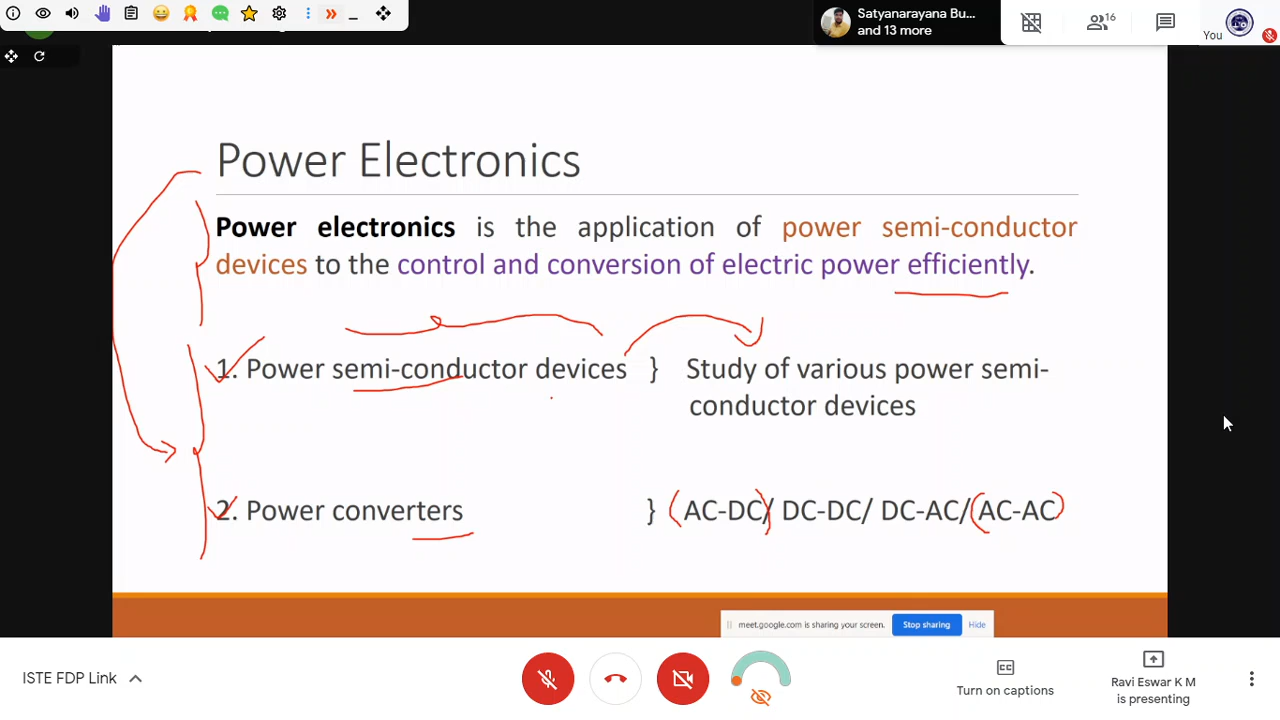 Satyanarayana Bu...
and 13 more
16
You
Power Electronics
Power electronics is the application of power semi-conductor
devices to the control and conversion of electric power efficiently.
1. Power semi-conductor devices } Study of various power semi-
conductor devices
2. Power converters } AC-DC/ DC-DC/ DC-AC/ AC-AC
meet.google.com is sharing your screen. Stop sharing Hide
ISTE FDP Link
CC
Turn on captions
Ravi Eswar K M
is presenting